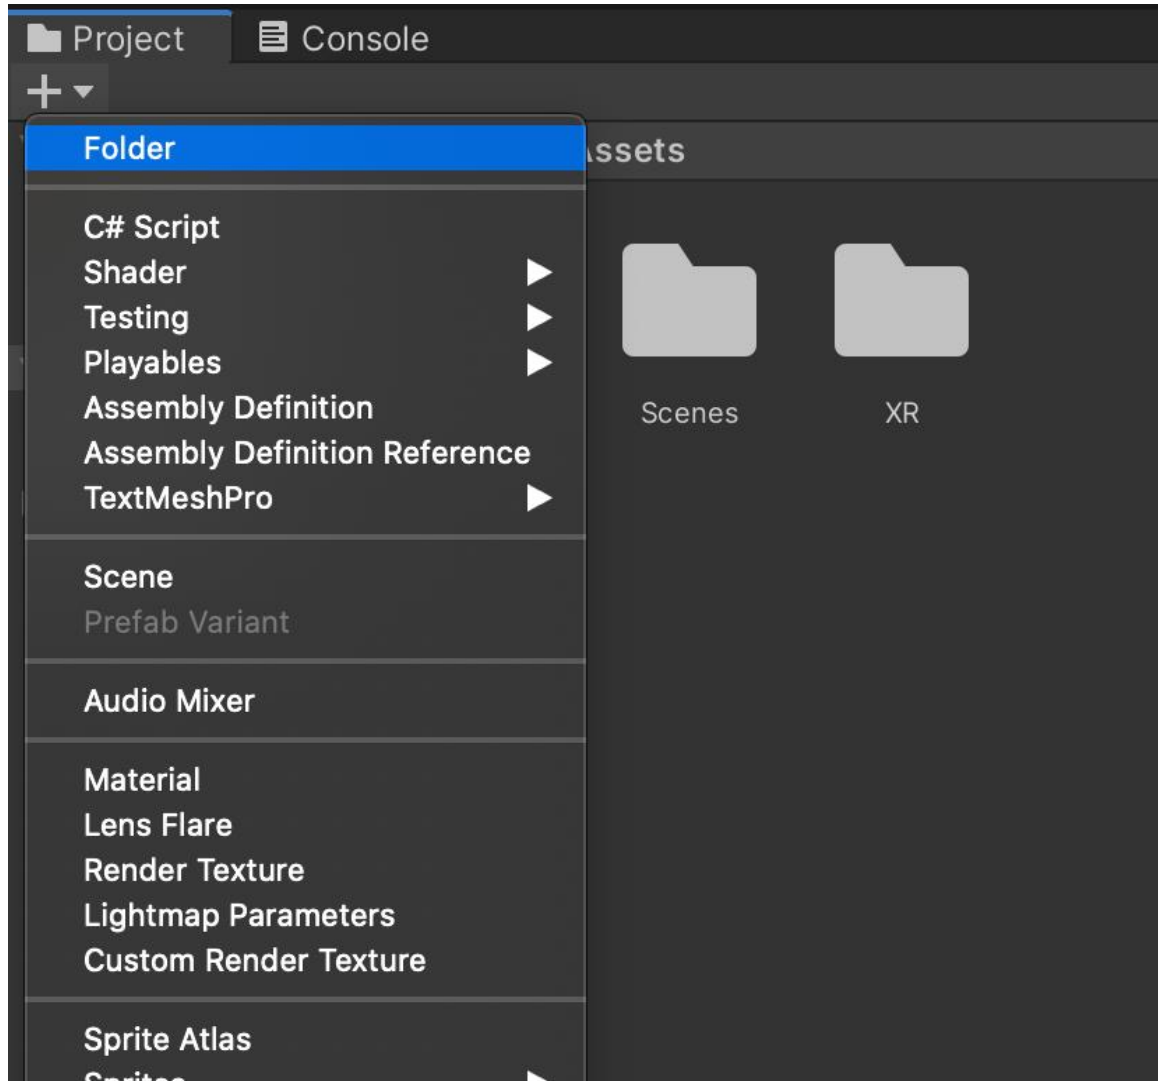 Project
Console
Folder
ssets
C# Script
Shader
Testing
Playables
Assembly Definition
Assembly Definition Reference
TextMeshPro
Scenes
XR
Scene
Prefab Variant
Audio Mixer
Material
Lens Flare
Render Texture
Lightmap Parameters
Custom Render Texture
Sprite Atlas
Sprites